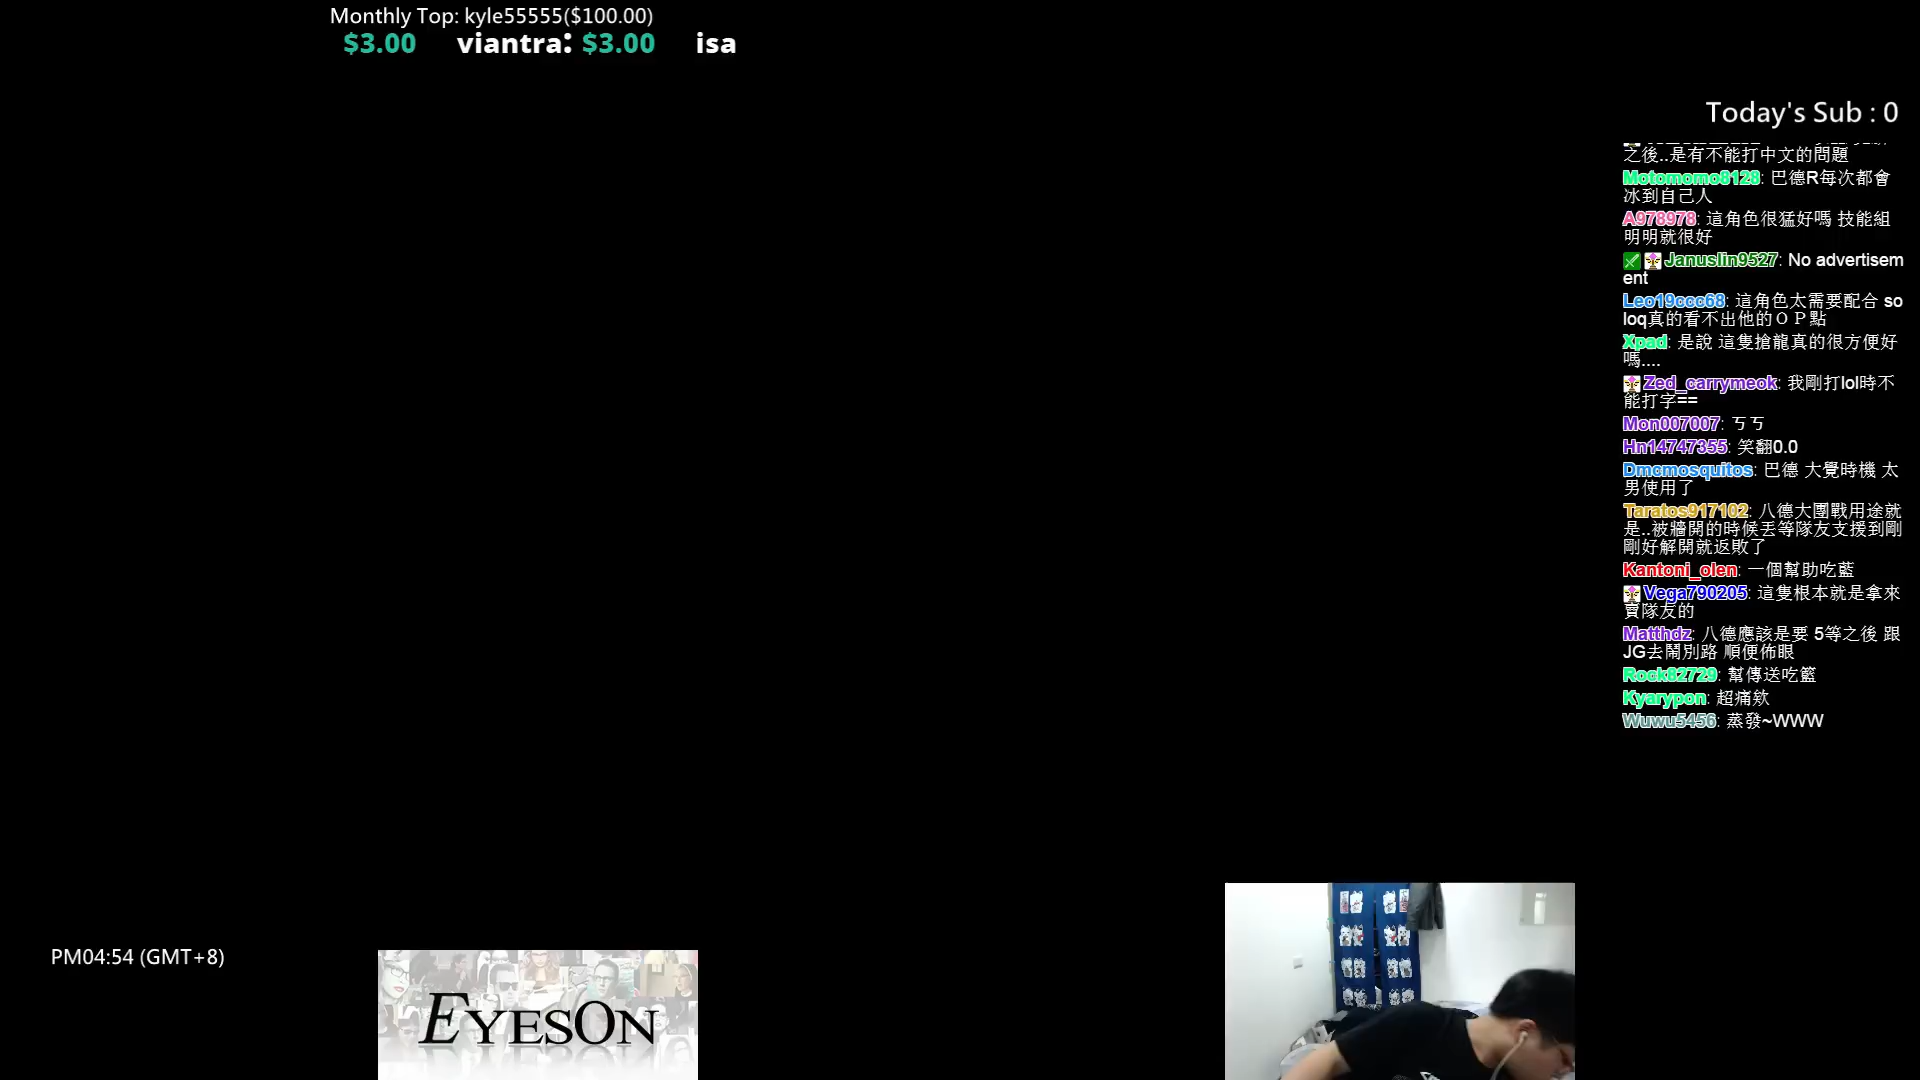 Monthly Top: kyle55555($100.00)
$3.00 viantra: $3.00 isa
Today's Sub : 0
之後..是有不能打中文的問題
Motomomo8128: 巴德R每次都會
冰到自己人
A978978: 這角色很猛好嗎 技能組
明明就很好
Januslin9527: No advertisem
ent
Leo19ccc68: 這角色太需要配合 so
loq真的看不出他的ＯＰ點
Xpad: 是說 這隻搶龍真的很方便好
嗎....
Zed_carrymeok: 我剛打lol時不
能打字==
Mon007007: ㄎㄎ
Hn14747355: 笑翻0.0
Dmcmosquitos: 巴德 大覺時機 太
男使用了
Taratos917102: 八德大團戰用途就
是..被牆開的時候丟等隊友支援到剛
剛好解開就返敗了
Kantoni_olen: 一個幫助吃藍
Vega790205: 這隻根本就是拿來
賣隊友的
Matthdz: 八德應該是要 5等之後 跟
JG去鬧別路 順便佈眼
Rock82729: 幫傳送吃籃
Kyarypon: 超痛欸
Wuwu5456: 蒸發~WWW
PM04:54 (GMT+8)
EYESON